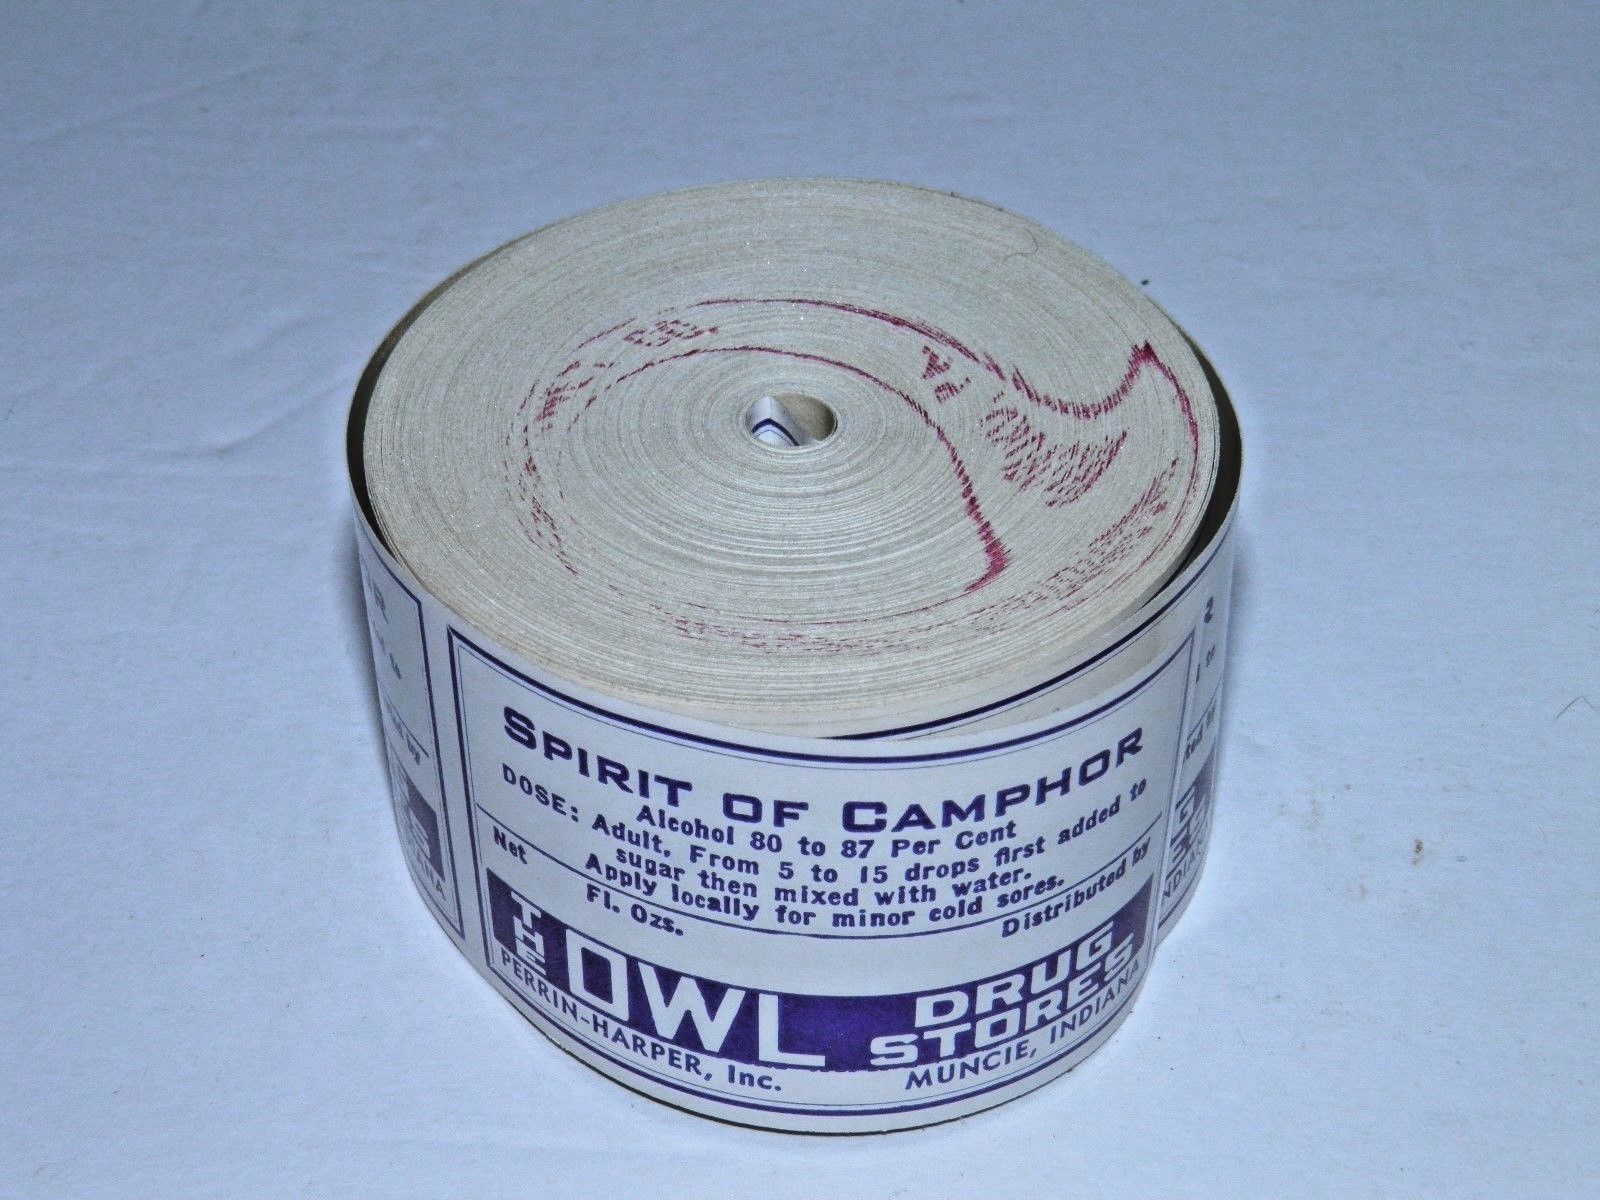 SPIRIT OF CAMPHOR
Alcohol 80 to 87 Per Cent
DOSE: Adult, From 5 to 15 drops first added to
sugar then mixed with water.
Apply locally for minor cold sores.
Net Fl. Ozs. Distributed by
THE OWL DRUG STORES
PERRIN-HARPER, Inc. MUNCIE, INDIANA